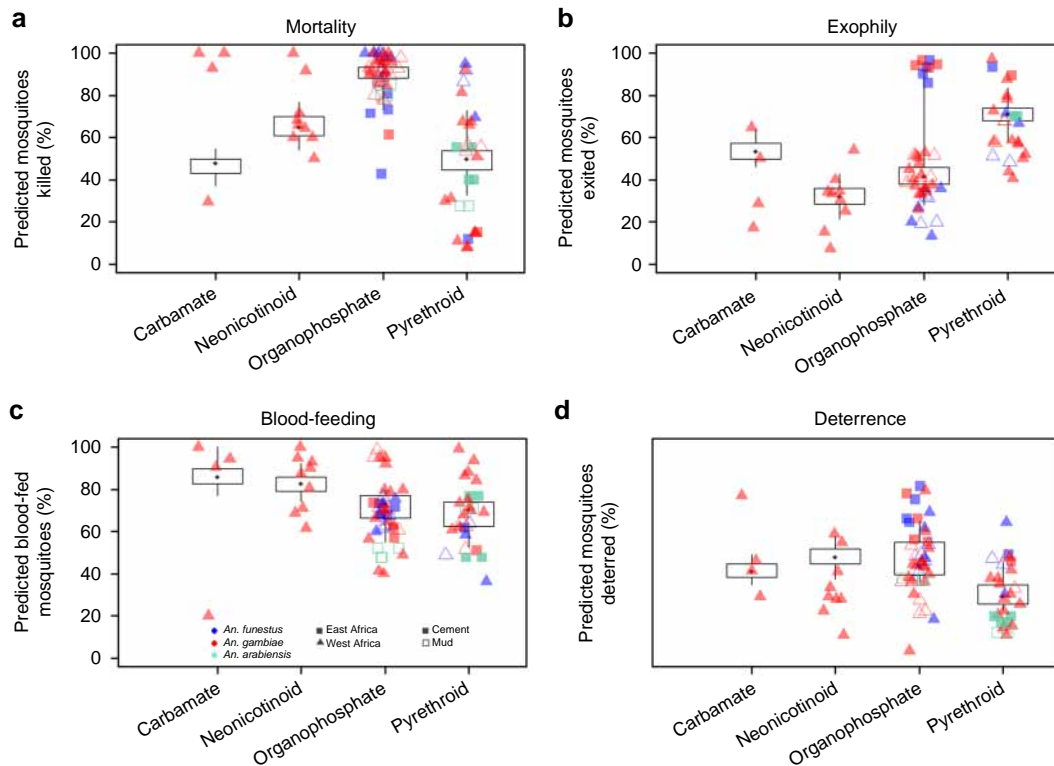 a
Mortality
Predicted mosquitoes
killed (%)
100
80
60
40
20
0
Carbamate
Neonicotinoid
Organophosphate
Pyrethroid
b
Exophily
Predicted mosquitoes
exited (%)
100
80
60
40
20
0
Carbamate
Neonicotinoid
Organophosphate
Pyrethroid
c
Blood-feeding
Predicted blood-fed
mosquitoes (%)
100
80
60
40
20
0
An. funestus
East Africa
Cement
An. gambiae
West Africa
Mud
An. arabiensis
Carbamate
Neonicotinoid
Organophosphate
Pyrethroid
d
Deterrence
Predicted mosquitoes
deterred (%)
Carbamate
Neonicotinoid
Organophosphate
Pyrethroid